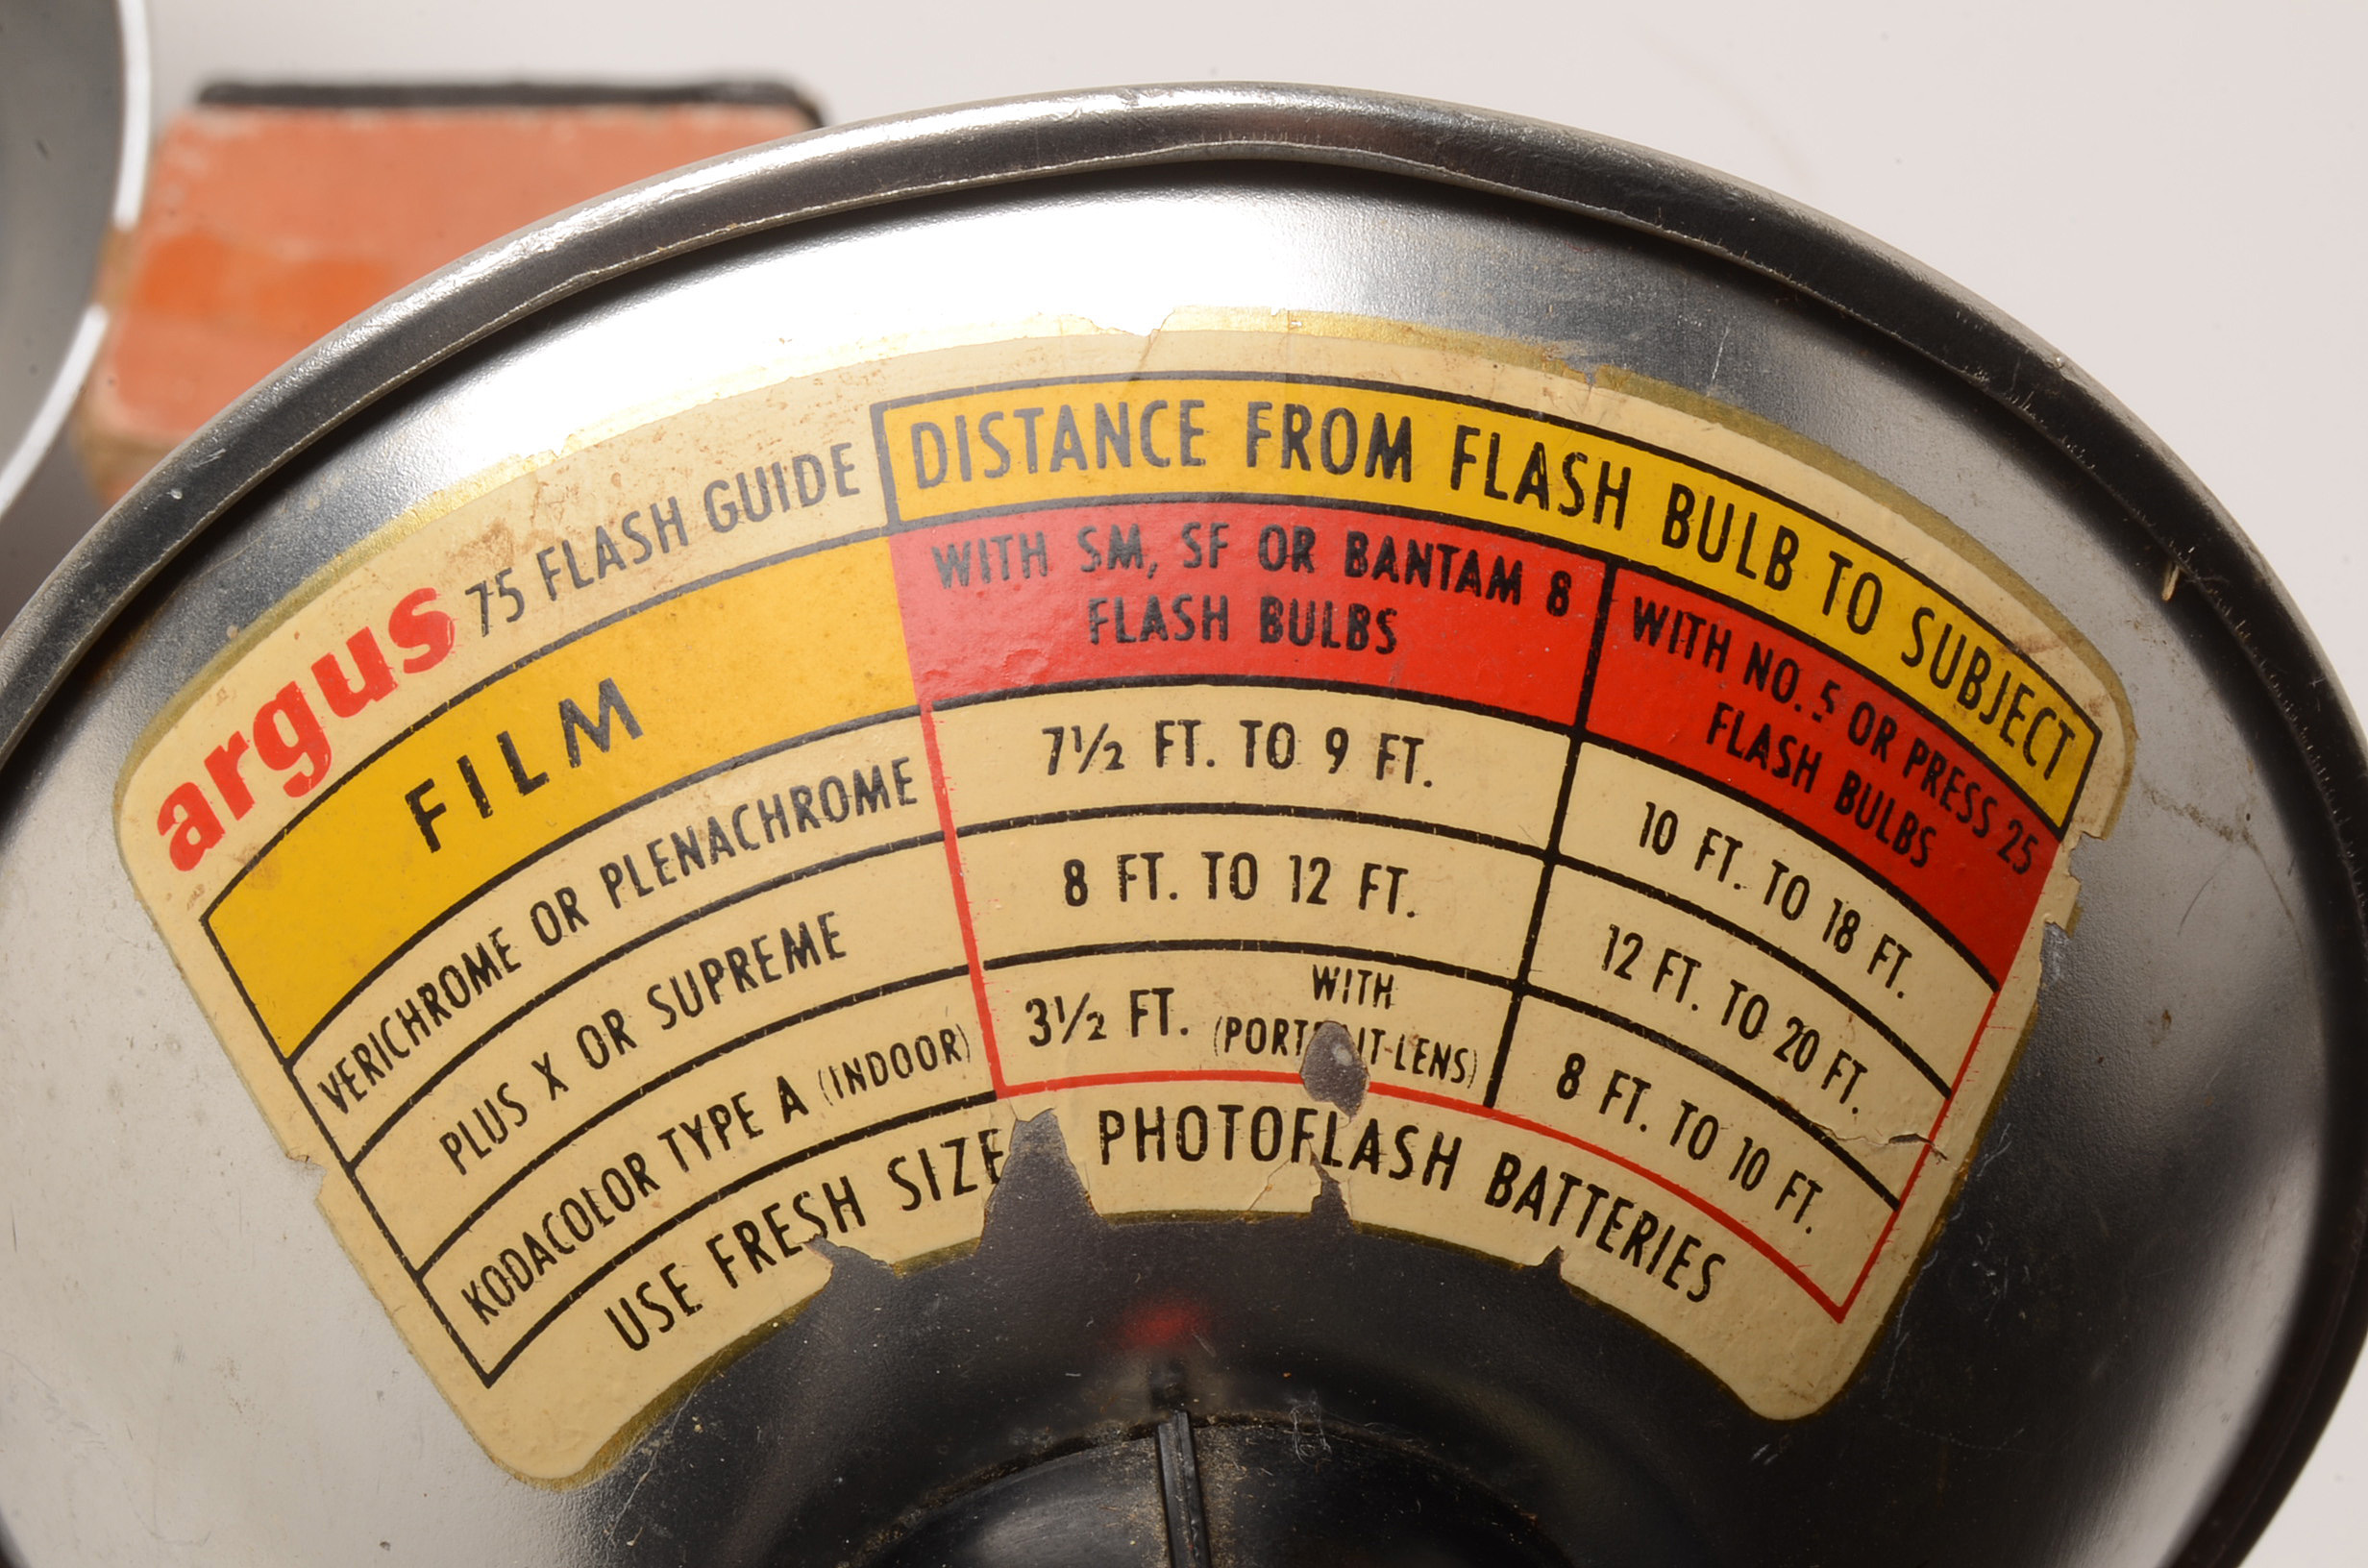 argus 75 FLASH GUIDE
DISTANCE FROM FLASH BULB TO SUBJECT
FILM
WITH SM, SF OR BANTAM 8
FLASH BULBS
WITH NO. 5 OR PRESS 25
FLASH BULBS
VERICHROME OR PLENACHROME
7½ FT. TO 9 FT.
10 FT. TO 18 FT.
PLUS X OR SUPREME
8 FT. TO 12 FT.
12 FT. TO 20 FT.
KODACOLOR TYPE A (INDOOR)
3½ FT. WITH
(PORTRAIT-LENS)
8 FT. TO 10 FT.
USE FRESH SIZE PHOTOFLASH BATTERIES